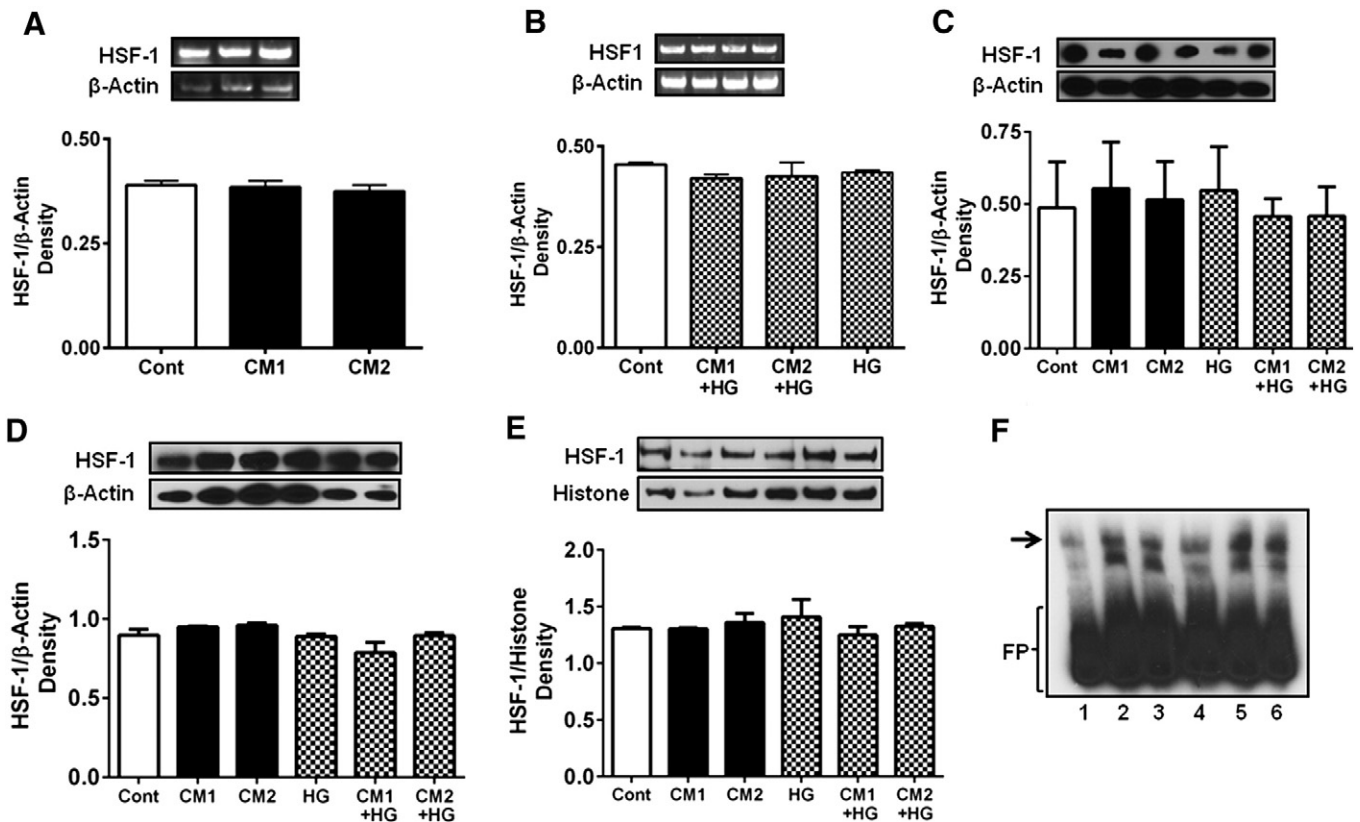 A
HSF-1
β-Actin
HSF-1/β-Actin
Density
0.50
0.25
0.00
Cont CM1 CM2
B
HSF1
β-Actin
HSF-1/β-Actin
Density
0.50
0.25
0.00
Cont CM1 CM2 HG
+HG +HG
C
HSF-1
β-Actin
HSF-1/β-Actin
Density
0.75
0.50
0.25
0.00
Cont CM1 CM2 HG CM1 CM2
+HG +HG
D
HSF-1
β-Actin
HSF-1/β-Actin
Density
1.5
1.0
0.5
0.0
Cont CM1 CM2 HG CM1 CM2
+HG +HG
E
HSF-1
Histone
HSF-1/Histone
Density
2.0
1.5
1.0
0.5
0.0
Cont CM1 CM2 HG CM1 CM2
+HG +HG
F
FP
1 2 3 4 5 6